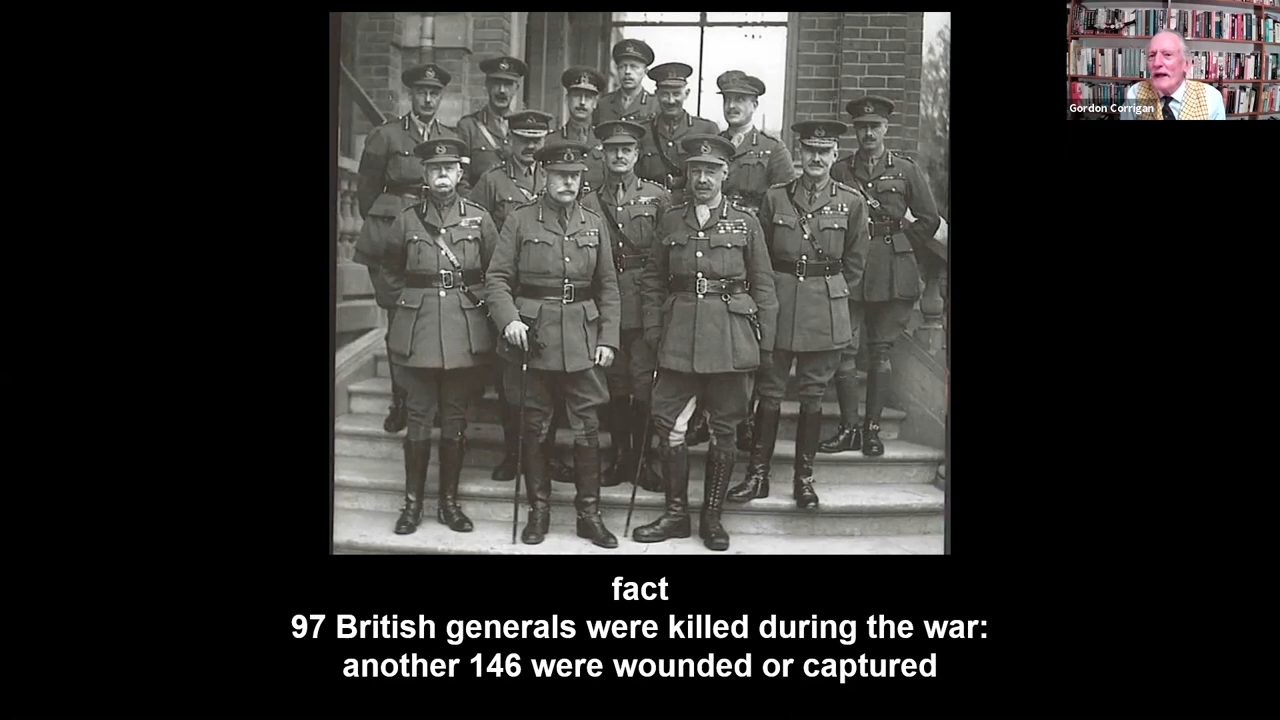 Gordon Corrigan
fact
97 British generals were killed during the war:
another 146 were wounded or captured